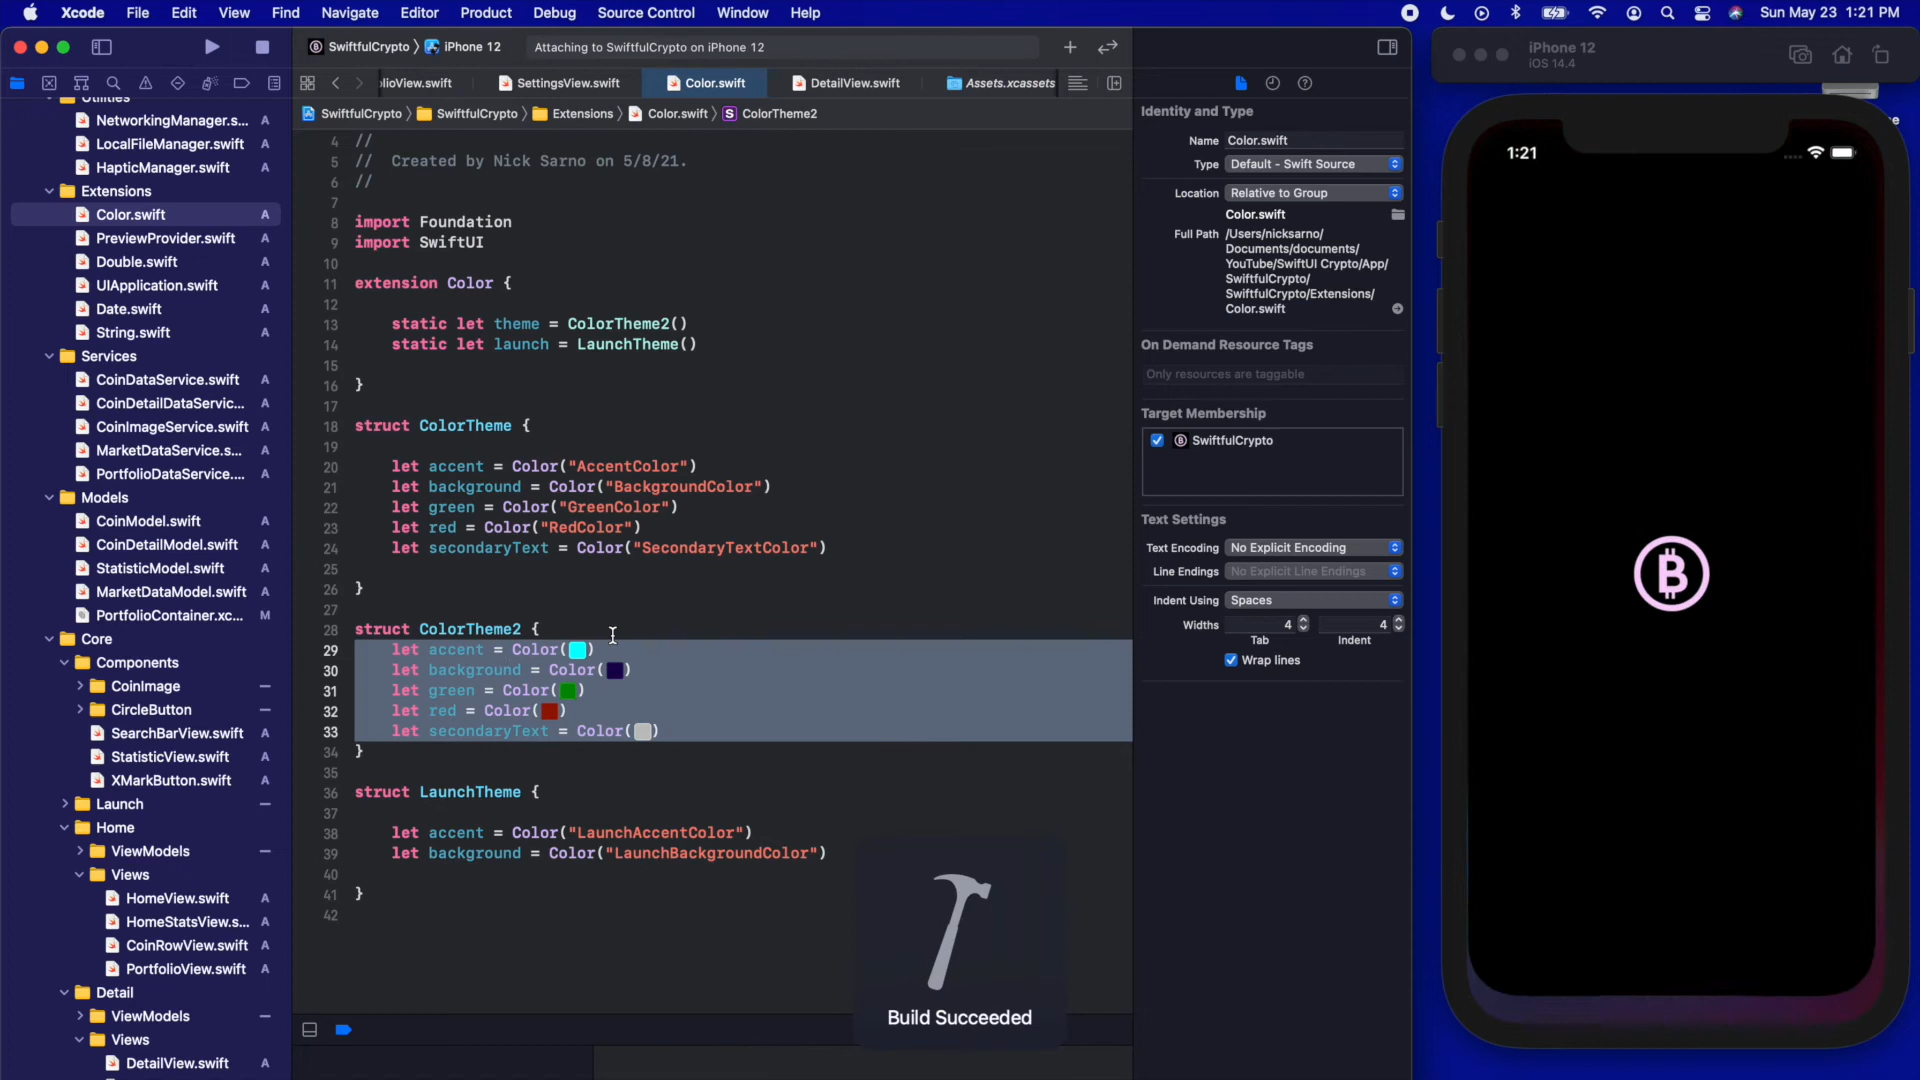 Xcode File Edit View Find Navigate Editor Product Debug Source Control Window Help
Sun May 23 1:21 PM
SwiftfulCrypto iPhone 12
Attaching to SwiftfulCrypto on iPhone 12
lioView.swift SettingsView.swift Color.swift DetailView.swift Assets.xcassets
SwiftfulCrypto SwiftfulCrypto Extensions Color.swift S ColorTheme2
Utilities
NetworkingManager.s... A
LocalFileManager.swift A
HapticManager.swift A
Extensions
Color.swift A
PreviewProvider.swift A
Double.swift A
UIApplication.swift A
Date.swift A
String.swift A
Services
CoinDataService.swift A
CoinDetailDataServic... A
CoinImageService.swift A
MarketDataService.s... A
PortfolioDataService.... A
Models
CoinModel.swift A
CoinDetailModel.swift A
StatisticModel.swift A
MarketDataModel.swift A
PortfolioContainer.xc... M
Core
Components
CoinImage
CircleButton
SearchBarView.swift A
StatisticView.swift A
XMarkButton.swift A
Launch
Home
ViewModels
Views
HomeView.swift A
HomeStatsView.s... A
CoinRowView.swift A
PortfolioView.swift A
Detail
ViewModels
Views
DetailView.swift A
4 //
5 // Created by Nick Sarno on 5/8/21.
6 //
7
8 import Foundation
9 import SwiftUI
10
11 extension Color {
12
13 static let theme = ColorTheme2()
14 static let launch = LaunchTheme()
15
16 }
17
18 struct ColorTheme {
19
20 let accent = Color("AccentColor")
21 let background = Color("BackgroundColor")
22 let green = Color("GreenColor")
23 let red = Color("RedColor")
24 let secondaryText = Color("SecondaryTextColor")
25
26 }
27
28 struct ColorTheme2 {
29 let accent = Color( )
30 let background = Color( )
31 let green = Color( )
32 let red = Color( )
33 let secondaryText = Color( )
34 }
35
36 struct LaunchTheme {
37
38 let accent = Color("LaunchAccentColor")
39 let background = Color("LaunchBackgroundColor")
40
41 }
42
Build Succeeded
Identity and Type
Name Color.swift
Type Default - Swift Source
Location Relative to Group
Color.swift
Full Path /Users/nicksarno/
Documents/documents/
YouTube/SwiftUI Crypto/App/
SwiftfulCrypto/
SwiftfulCrypto/Extensions/
Color.swift
On Demand Resource Tags
Only resources are taggable
Target Membership
SwiftfulCrypto
Text Settings
Text Encoding No Explicit Encoding
Line Endings No Explicit Line Endings
Indent Using Spaces
Widths 4 4
Tab Indent
Wrap lines
iPhone 12
iOS 14.4
1:21